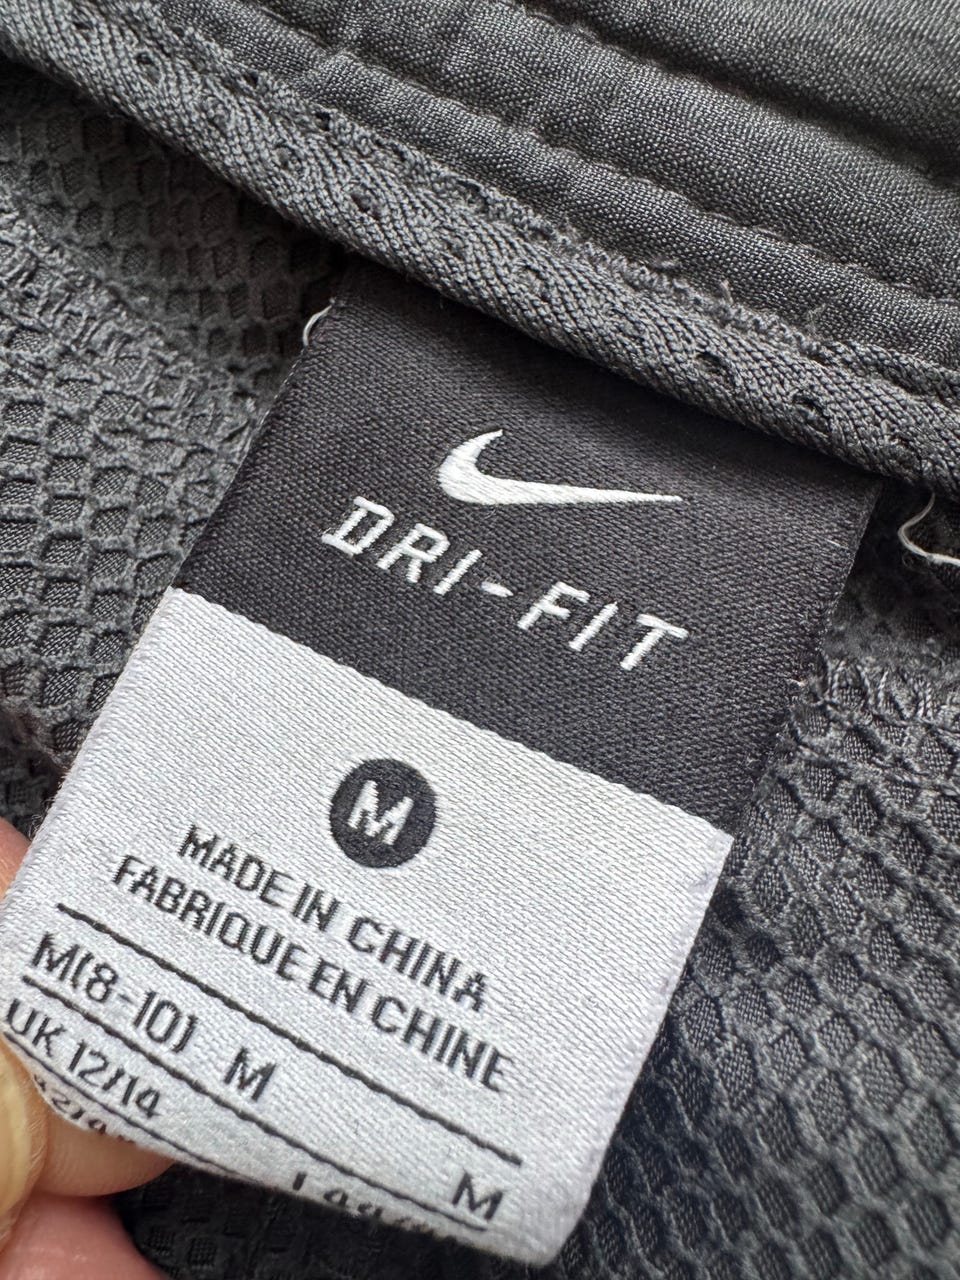 DRI-FIT
M
MADE IN CHINA
FABRIQUE EN CHINE
M(8-10) M
UK 12/14 M